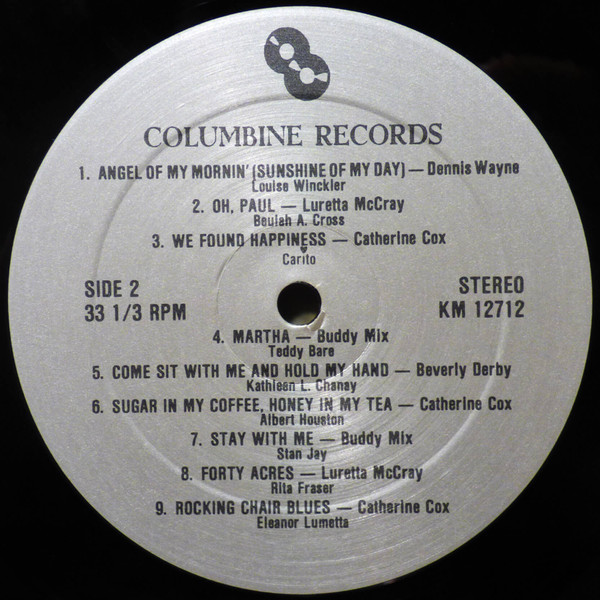 COLUMBINE RECORDS
1. ANGEL OF MY MORNIN' (SUNSHINE OF MY DAY) — Dennis Wayne
Louise Winckler
2. OH, PAUL — Luretta McCray
Beulah A. Cross
3. WE FOUND HAPPINESS — Catherine Cox
Carito
SIDE 2
33 1/3 RPM
STEREO
KM 12712
4. MARTHA — Buddy Mix
Teddy Bare
5. COME SIT WITH ME AND HOLD MY HAND — Beverly Derby
Kathleen L. Chanay
6. SUGAR IN MY COFFEE, HONEY IN MY TEA — Catherine Cox
Albert Houston
7. STAY WITH ME — Buddy Mix
Stan Jay
8. FORTY ACRES — Luretta McCray
Rita Fraser
9. ROCKING CHAIR BLUES — Catherine Cox
Eleanor Lumetta